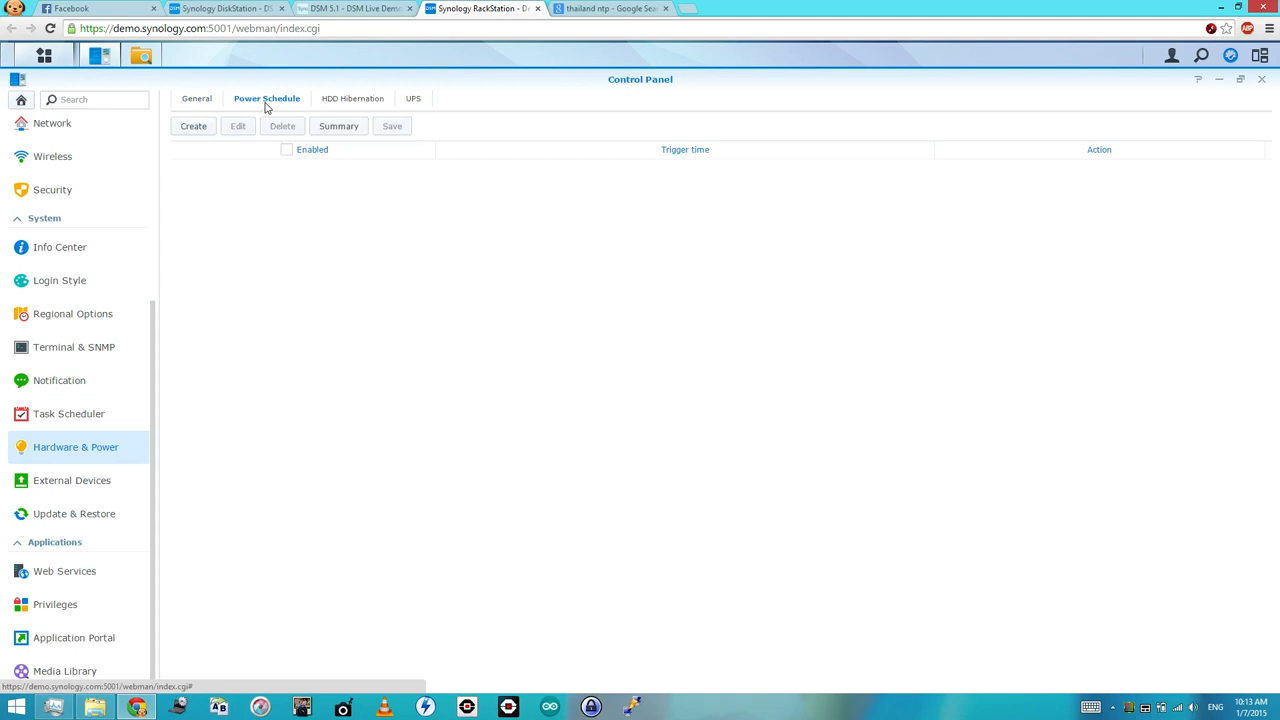 Facebook
Synology DiskStation - DS
DSM 5.1 - DSM Live Demo
Synology RackStation - De
thailand ntp - Google Sea
https://demo.synology.com:5001/webman/index.cgi
Control Panel
Search
General
Power Schedule
HDD Hibernation
UPS
Create
Edit
Delete
Summary
Save
Enabled
Trigger time
Action
Network
Wireless
Security
System
Info Center
Login Style
Regional Options
Terminal & SNMP
Notification
Task Scheduler
Hardware & Power
External Devices
Update & Restore
Applications
Web Services
Privileges
Application Portal
Media Library
https://demo.synology.com:5001/webman/index.cgi#
ENG
10:13 AM
1/7/2015